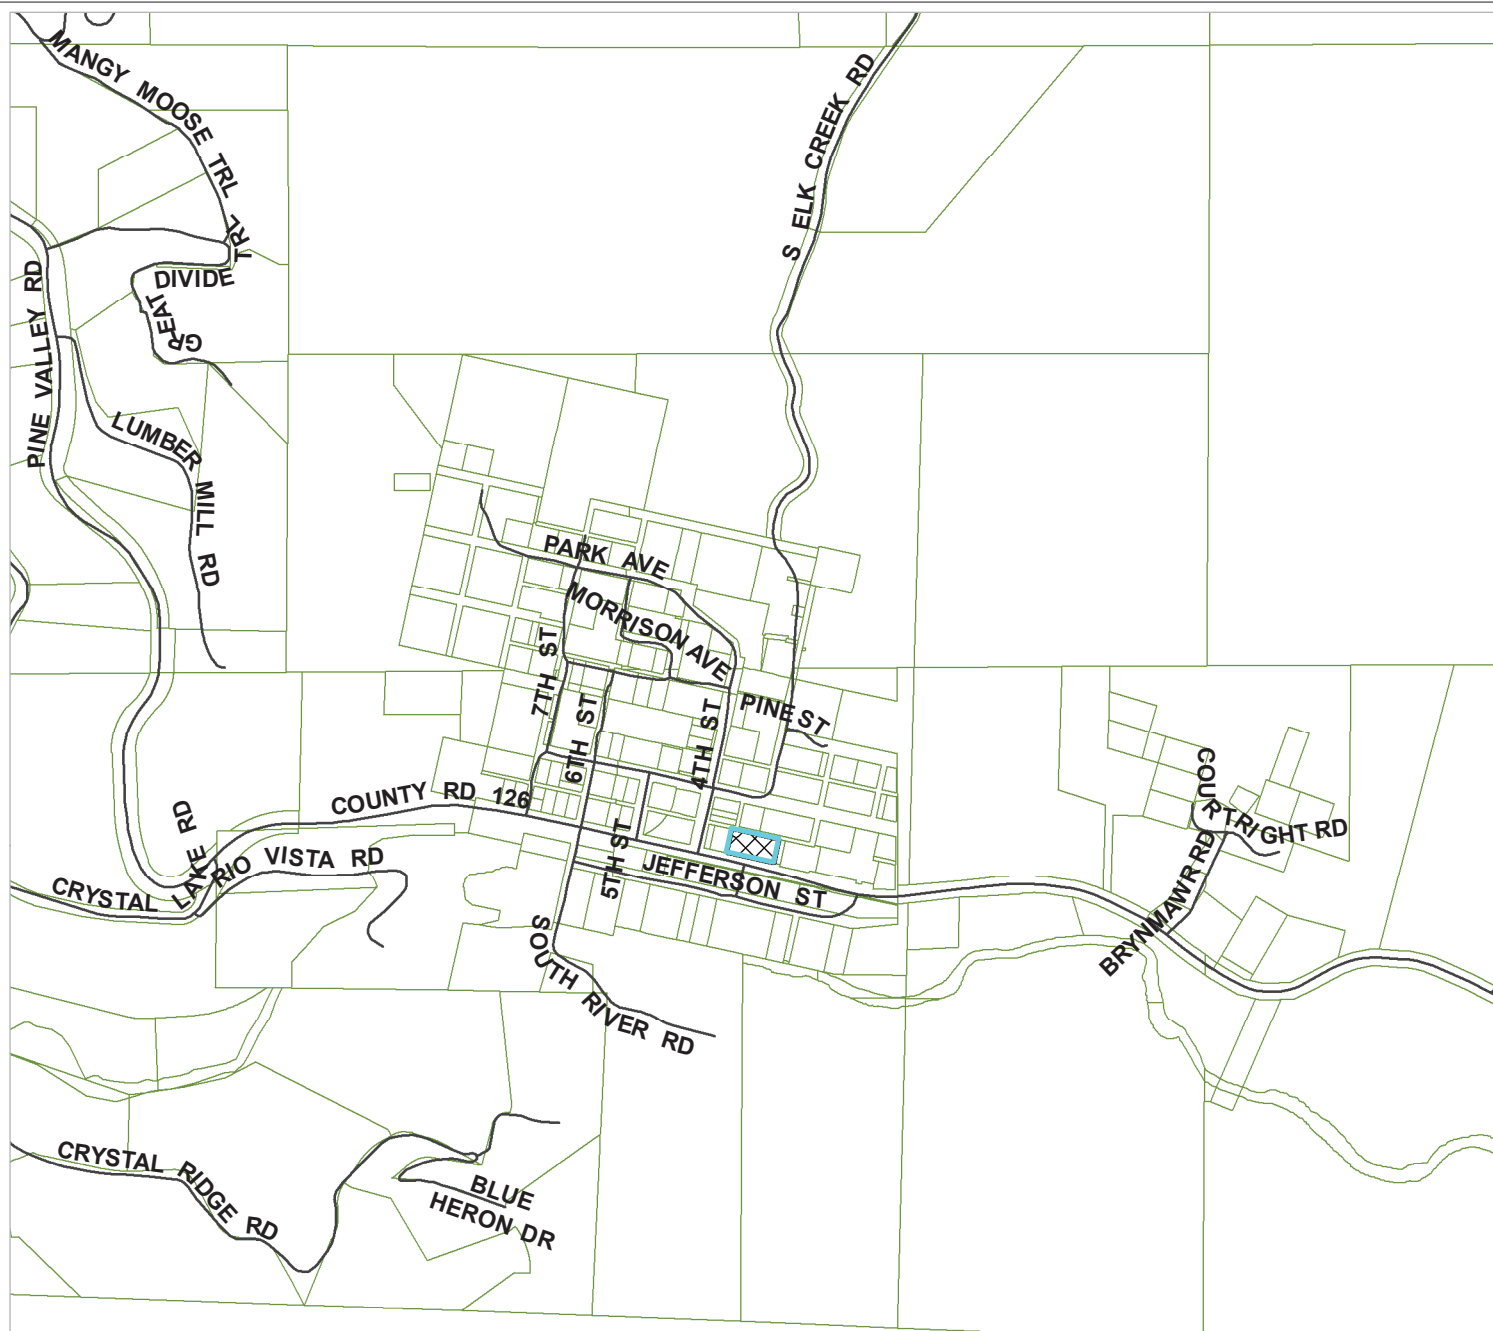 MANGY MOOSE TRL
S ELK CREEK RD
GREAT DIVIDE TRL
PINE VALLEY RD
LUMBER MILL RD
PARK AVE
MORRISON AVE
7TH ST
6TH ST
4TH ST
PINE ST
COUNTY RD 126
5TH ST
JEFFERSON ST
COURTRIGHT RD
BRYNMAWR RD
CRYSTAL LAKE RD
RIO VISTA RD
SOUTH RIVER RD
CRYSTAL RIDGE RD
BLUE
HERON DR